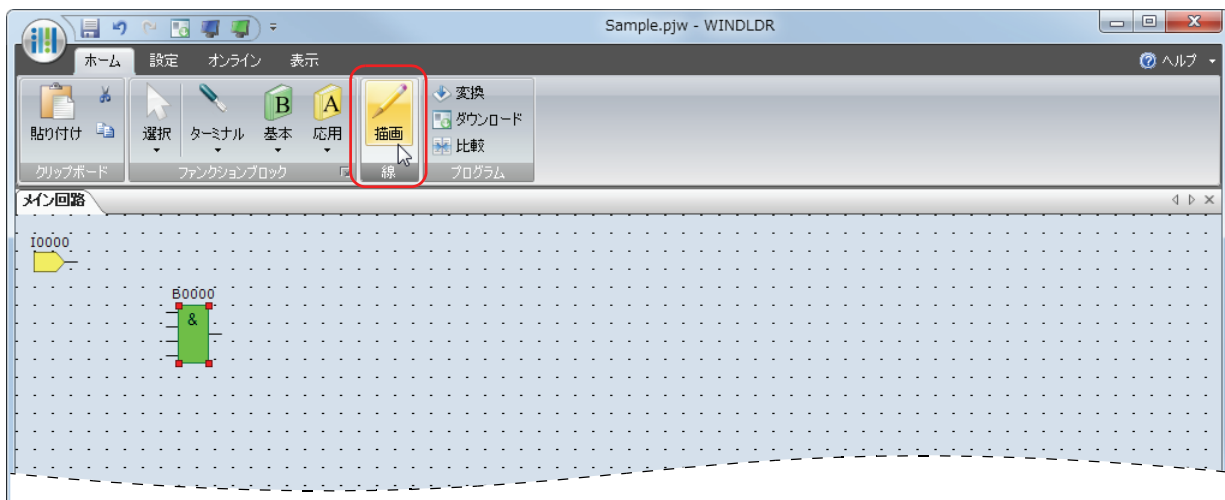 Sample.pjw - WINDLDR
ホーム 設定 オンライン 表示 ヘルプ
貼り付け 選択 ターミナル 基本 応用 描画 変換
B A ダウンロード
比較
クリップボード ファンクションブロック 線 プログラム
メイン回路
I0000
B0000
&